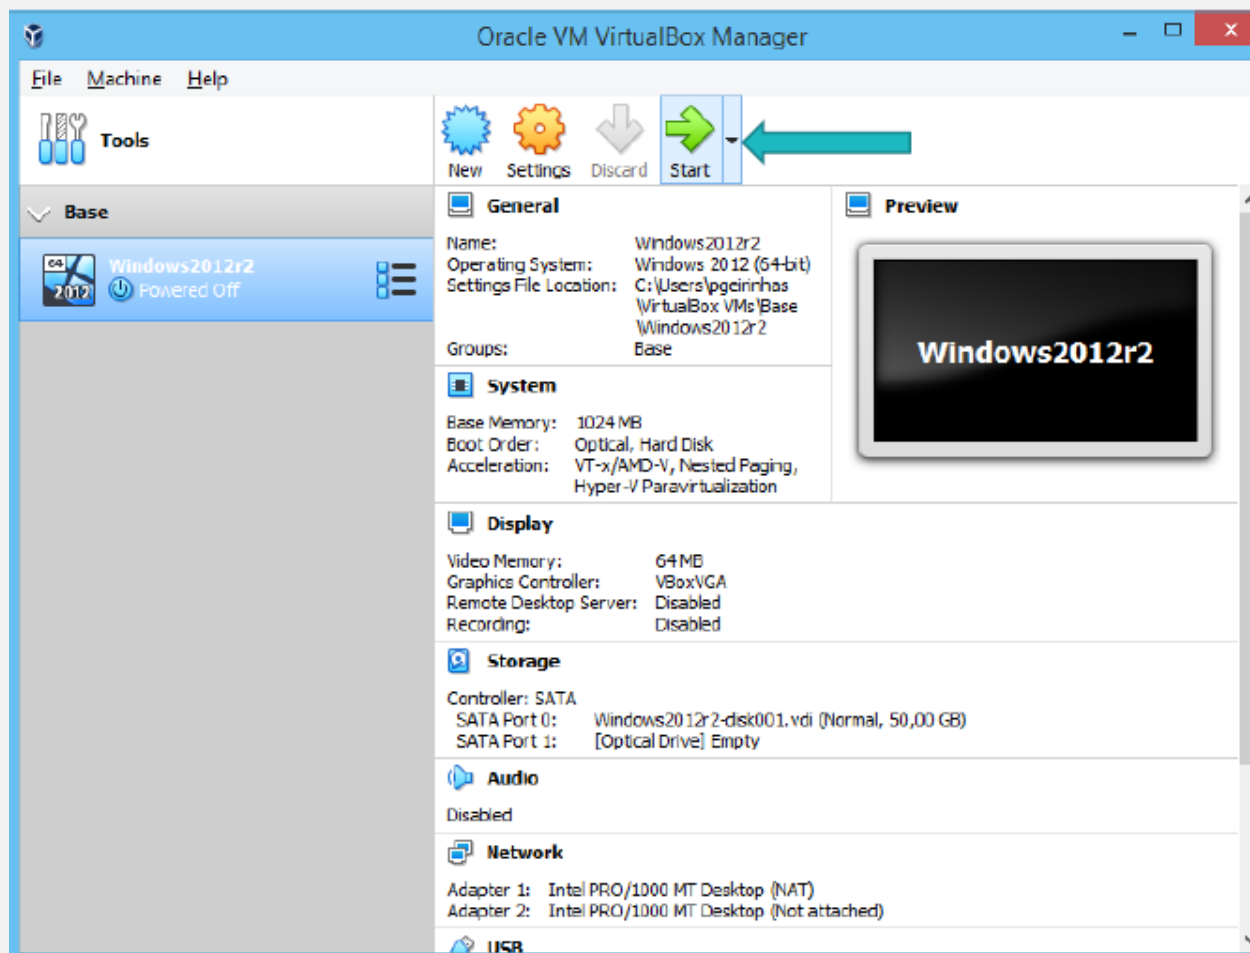 Oracle VM VirtualBox Manager
File Machine Help
Tools
New Settings Discard Start
Base
64
2012
Windows2012r2
Powered Off
General
Name: Windows2012r2
Operating System: Windows 2012 (64-bit)
Settings File Location: C:\Users\pgeirinhas
\VirtualBox VMs\Base
\Windows2012r2
Groups: Base
Preview
Windows2012r2
System
Base Memory: 1024 MB
Boot Order: Optical, Hard Disk
Acceleration: VT-x/AMD-V, Nested Paging,
Hyper-V Paravirtualization
Display
Video Memory: 64 MB
Graphics Controller: VBoxVGA
Remote Desktop Server: Disabled
Recording: Disabled
Storage
Controller: SATA
SATA Port 0: Windows2012r2-disk001.vdi (Normal, 50,00 GB)
SATA Port 1: [Optical Drive] Empty
Audio
Disabled
Network
Adapter 1: Intel PRO/1000 MT Desktop (NAT)
Adapter 2: Intel PRO/1000 MT Desktop (Not attached)
USB